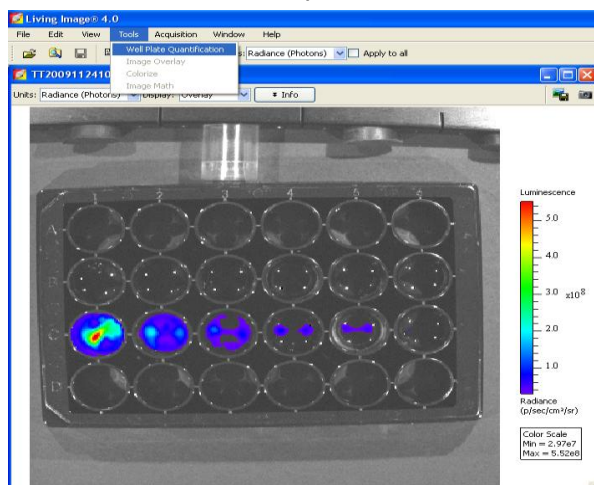 Living Image® 4.0
File Edit View Tools Acquisition Window Help
Well Plate Quantification
Image Overlay
Colorize
Image Math
Radiance (Photons) Apply to all
TT2009112410
Units: Radiance (Photons) Display: Overlay Info
Luminescence
5.0
4.0
3.0 x10⁸
2.0
1.0
Radiance
(p/sec/cm²/sr)
Color Scale
Min = 2.97e7
Max = 5.52e8
1 2 3 4 5 6
A
B
C
D